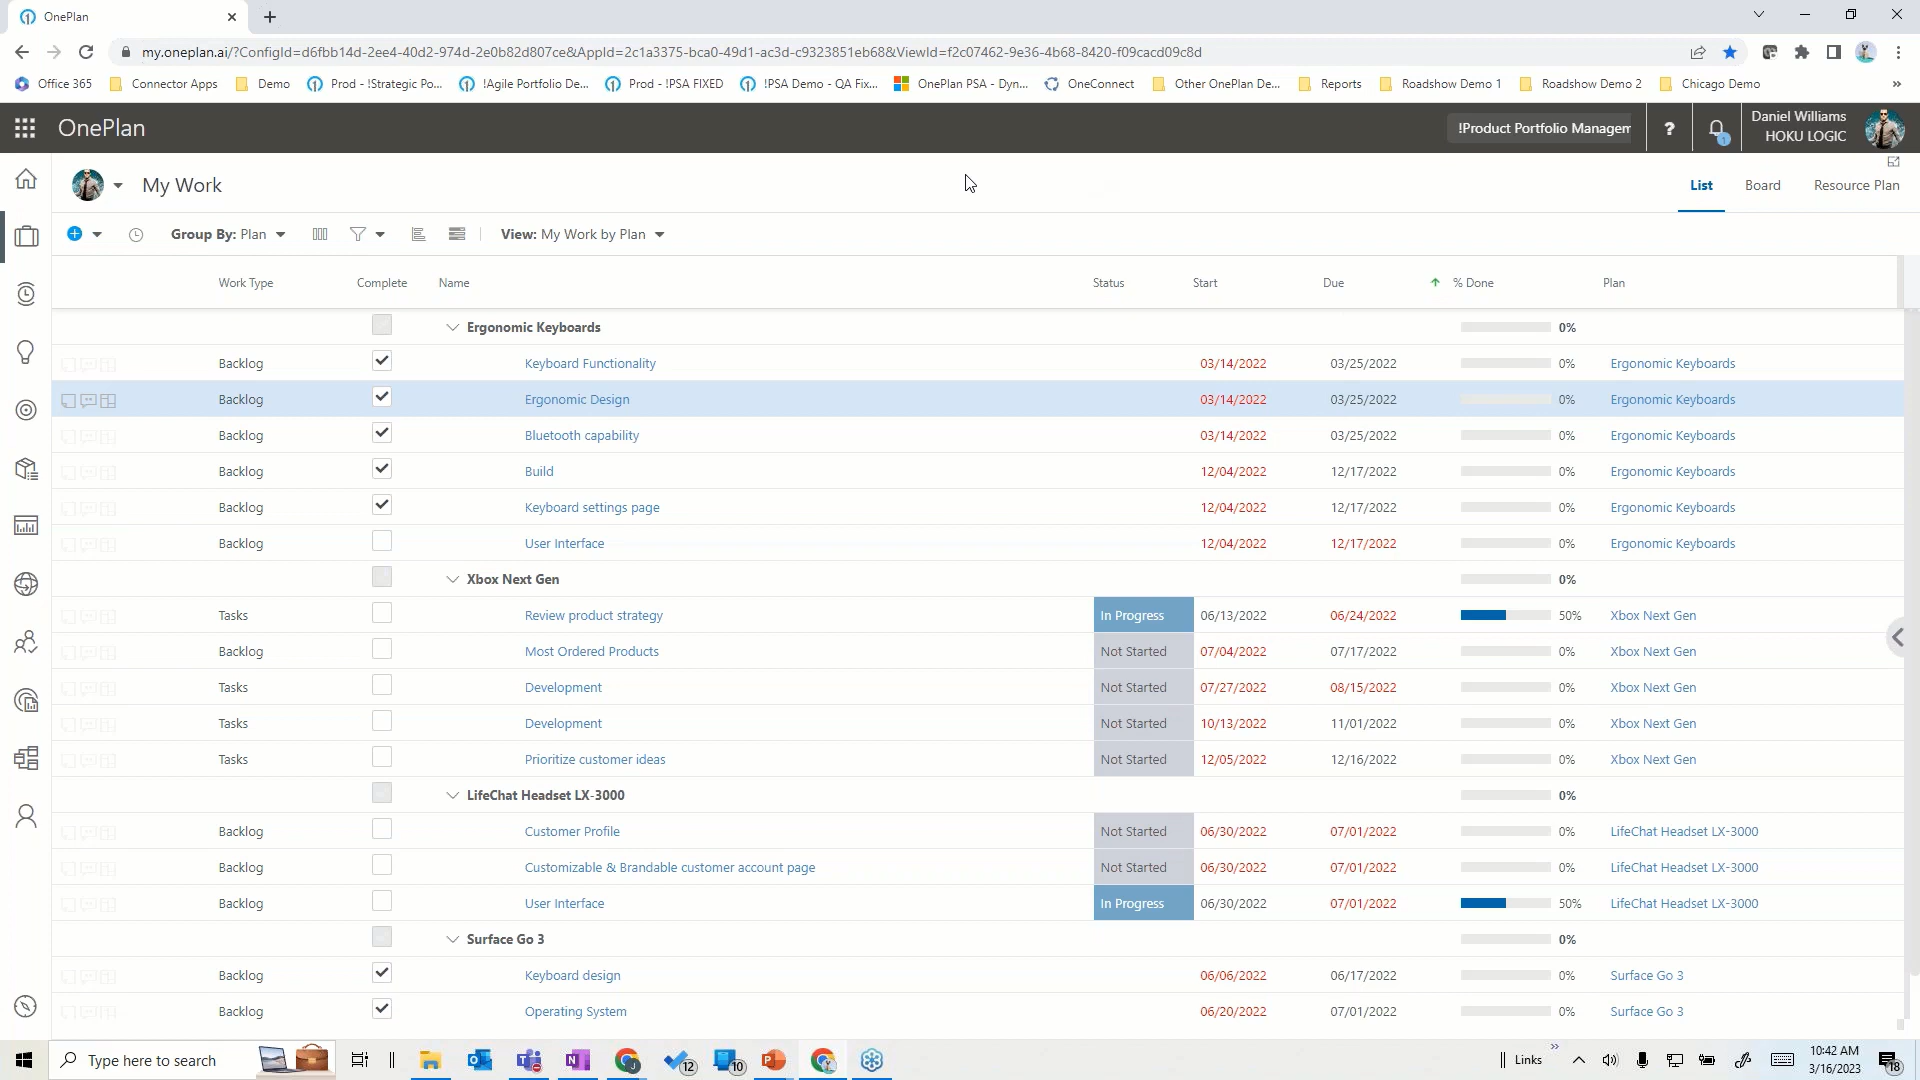 OnePlan
my.oneplan.ai/?ConfigId=d6fbb14d-2ee4-40d2-974d-2e0b82d807ce&AppId=2c1a3375-bca0-49d1-ac3d-c9323851eb68&ViewId=f2c07462-9e36-4b68-8420-f09cacd09c8d
Office 365 Connector Apps Demo Prod - !Strategic Po... !Agile Portfolio De... Prod - !PSA FIXED !PSA Demo - QA Fix... OnePlan PSA - Dyn... OneConnect Other OnePlan De... Reports Roadshow Demo 1 Roadshow Demo 2 Chicago Demo »
OnePlan !Product Portfolio Managem ? 1 Daniel Williams
HOKU LOGIC
My Work List Board Resource Plan
Group By: Plan View: My Work by Plan
Work Type Complete Name Status Start Due % Done Plan
Ergonomic Keyboards 0%
Backlog Keyboard Functionality 03/14/2022 03/25/2022 0% Ergonomic Keyboards
Backlog Ergonomic Design 03/14/2022 03/25/2022 0% Ergonomic Keyboards
Backlog Bluetooth capability 03/14/2022 03/25/2022 0% Ergonomic Keyboards
Backlog Build 12/04/2022 12/17/2022 0% Ergonomic Keyboards
Backlog Keyboard settings page 12/04/2022 12/17/2022 0% Ergonomic Keyboards
Backlog User Interface 12/04/2022 12/17/2022 0% Ergonomic Keyboards
Xbox Next Gen 0%
Tasks Review product strategy In Progress 06/13/2022 06/24/2022 50% Xbox Next Gen
Backlog Most Ordered Products Not Started 07/04/2022 07/17/2022 0% Xbox Next Gen
Tasks Development Not Started 07/27/2022 08/15/2022 0% Xbox Next Gen
Tasks Development Not Started 10/13/2022 11/01/2022 0% Xbox Next Gen
Tasks Prioritize customer ideas Not Started 12/05/2022 12/16/2022 0% Xbox Next Gen
LifeChat Headset LX-3000 0%
Backlog Customer Profile Not Started 06/30/2022 07/01/2022 0% LifeChat Headset LX-3000
Backlog Customizable & Brandable customer account page Not Started 06/30/2022 07/01/2022 0% LifeChat Headset LX-3000
Backlog User Interface In Progress 06/30/2022 07/01/2022 50% LifeChat Headset LX-3000
Surface Go 3 0%
Backlog Keyboard design 06/06/2022 06/17/2022 0% Surface Go 3
Backlog Operating System 06/20/2022 07/01/2022 0% Surface Go 3
Type here to search 12 10 Links » 10:42 AM
3/16/2023 18